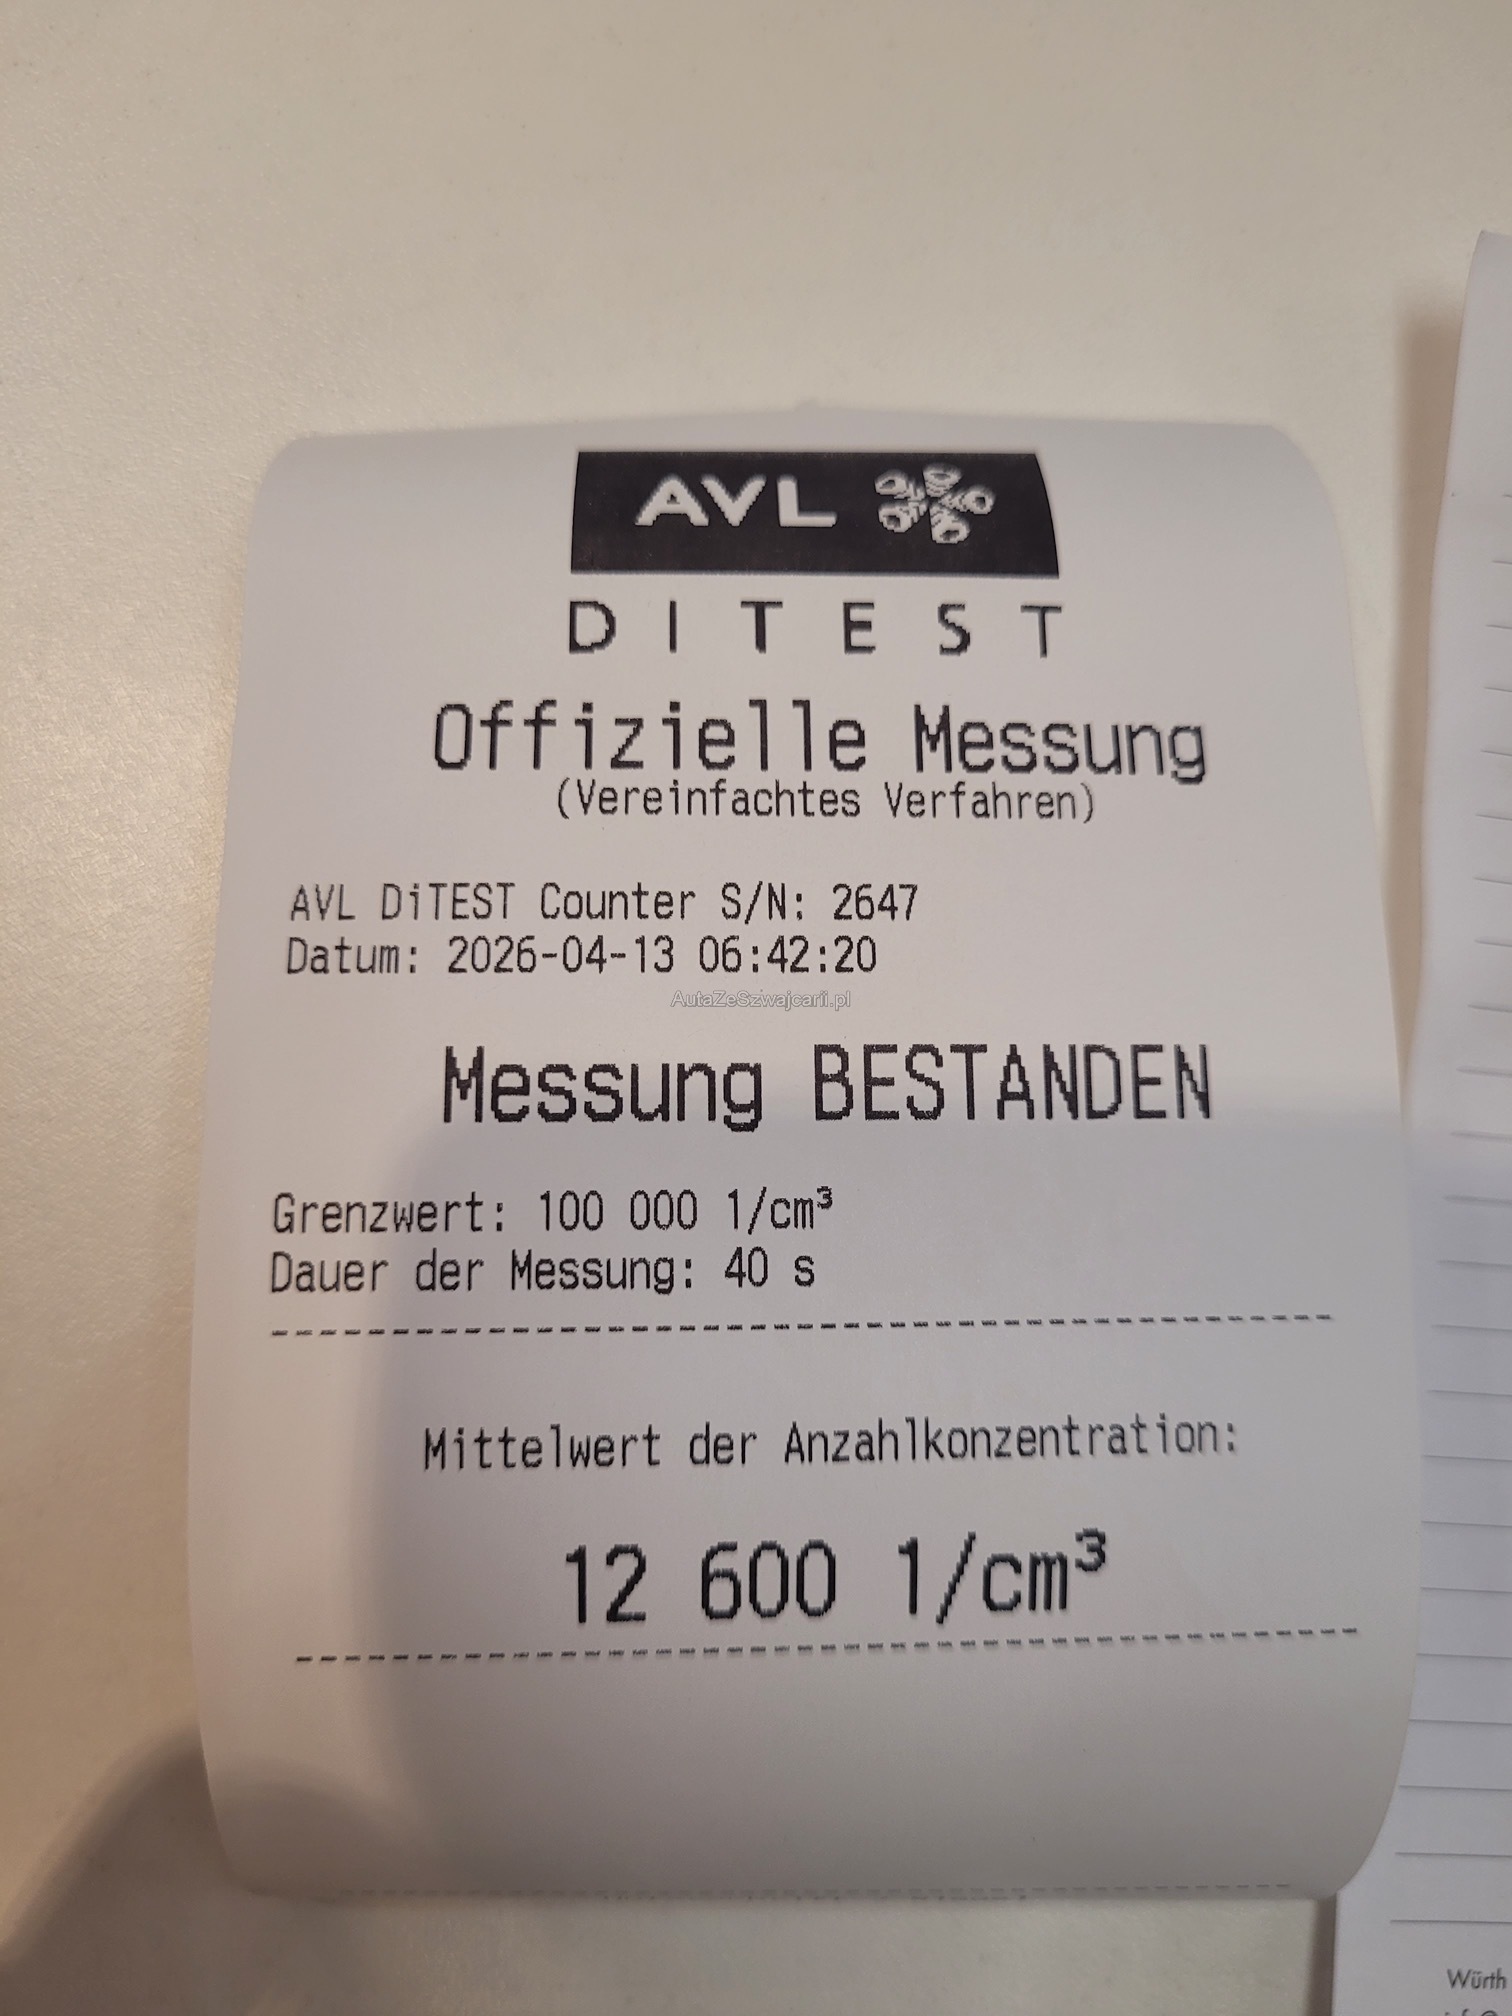 AVL
DITEST
Offizielle Messung
(Vereinfachtes Verfahren)
AVL DiTEST Counter S/N: 2647
Datum: 2026-04-13 06:42:20
AutaZeSzwajcarii.pl
Messung BESTANDEN
Grenzwert: 100 000 1/cm³
Dauer der Messung: 40 s
Mittelwert der Anzahlkonzentration:
12 600 1/cm³
Würth